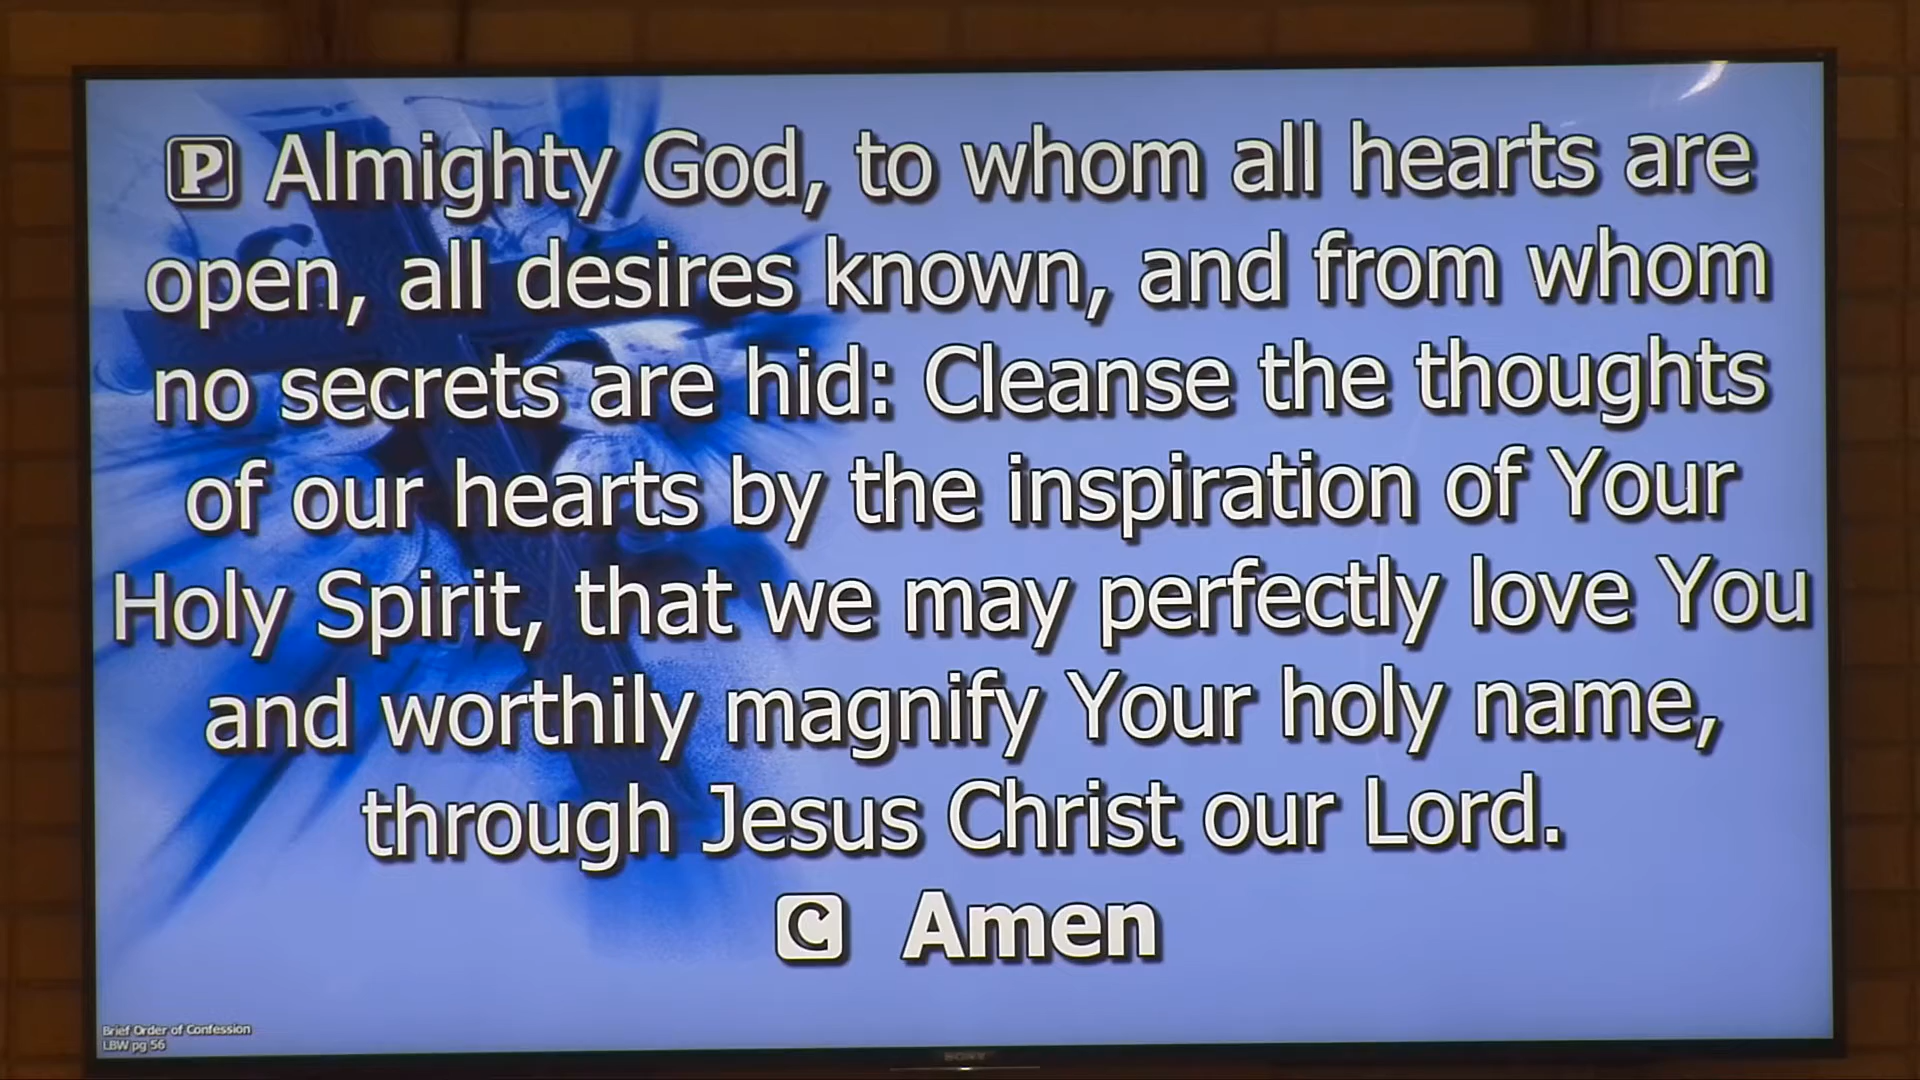 P Almighty God, to whom all hearts are
open, all desires known, and from whom
no secrets are hid: Cleanse the thoughts
of our hearts by the inspiration of Your
Holy Spirit, that we may perfectly love You
and worthily magnify Your holy name,
through Jesus Christ our Lord.
C Amen
Brief Order of Confession
LBW pg 56
SONY